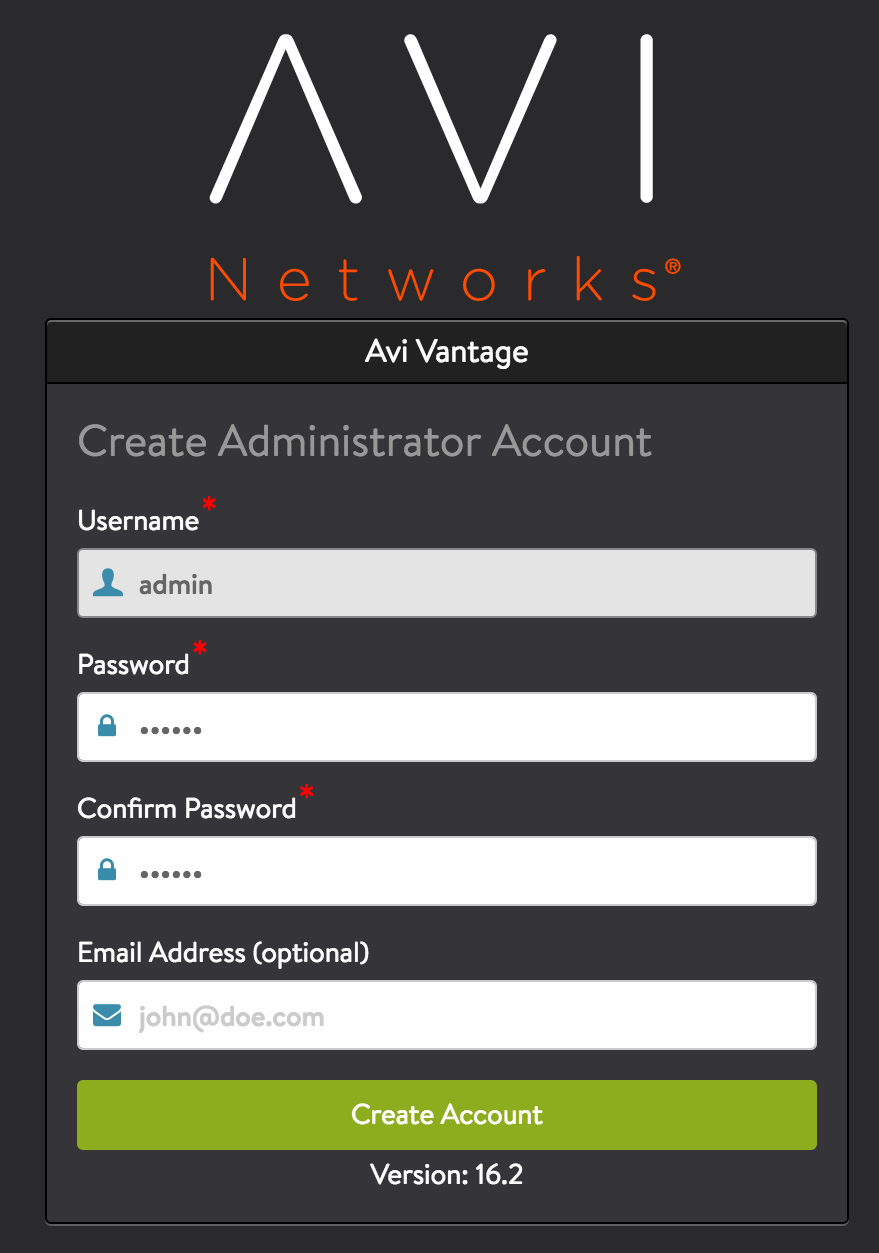 AVI
Networks®
Avi Vantage
Create Administrator Account
Username*
admin
Password*
••••••
Confirm Password*
••••••
Email Address (optional)
john@doe.com
Create Account
Version: 16.2